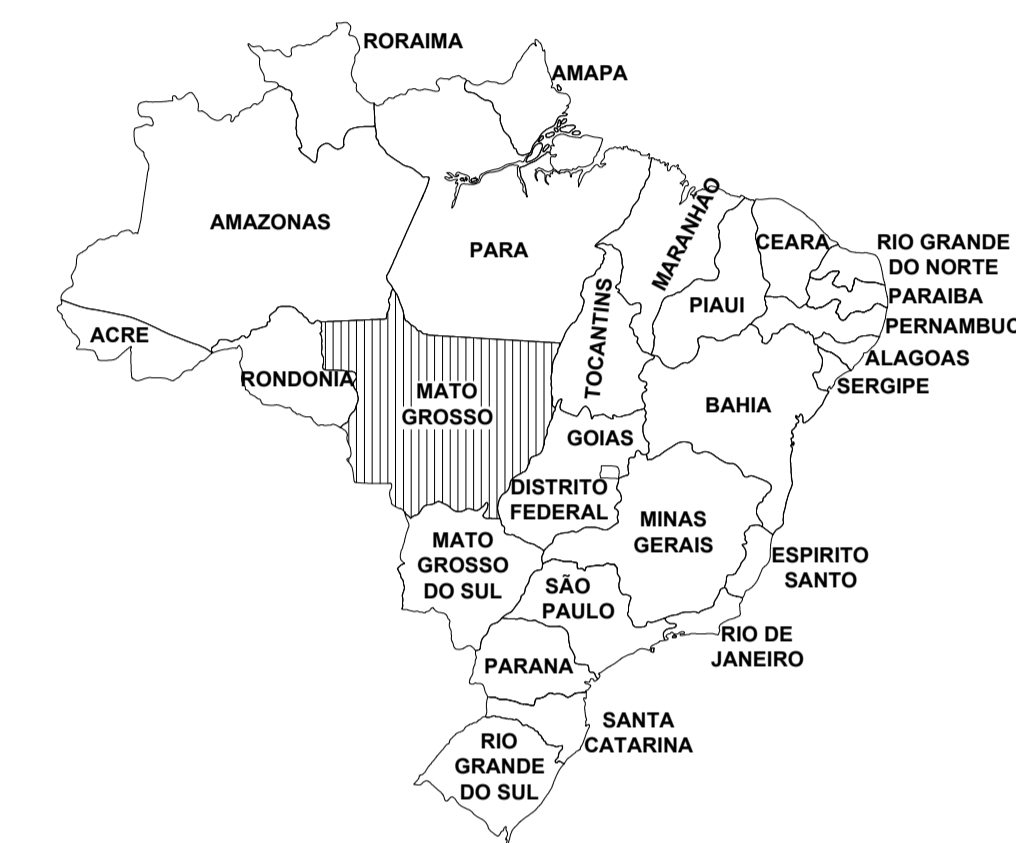 RORAIMA
AMAPA
AMAZONAS
PARA
MARANHÃO
CEARA
RIO GRANDE
DO NORTE
PARAIBA
PIAUI
PERNAMBUC
ACRE
ALAGOAS
TOCANTINS
RONDONIA
SERGIPE
MATO
GROSSO
BAHIA
GOIAS
DISTRITO
FEDERAL
MINAS
GERAIS
MATO
GROSSO
DO SUL
ESPIRITO
SANTO
SÃO
PAULO
RIO DE
JANEIRO
PARANA
SANTA
CATARINA
RIO
GRANDE
DO SUL